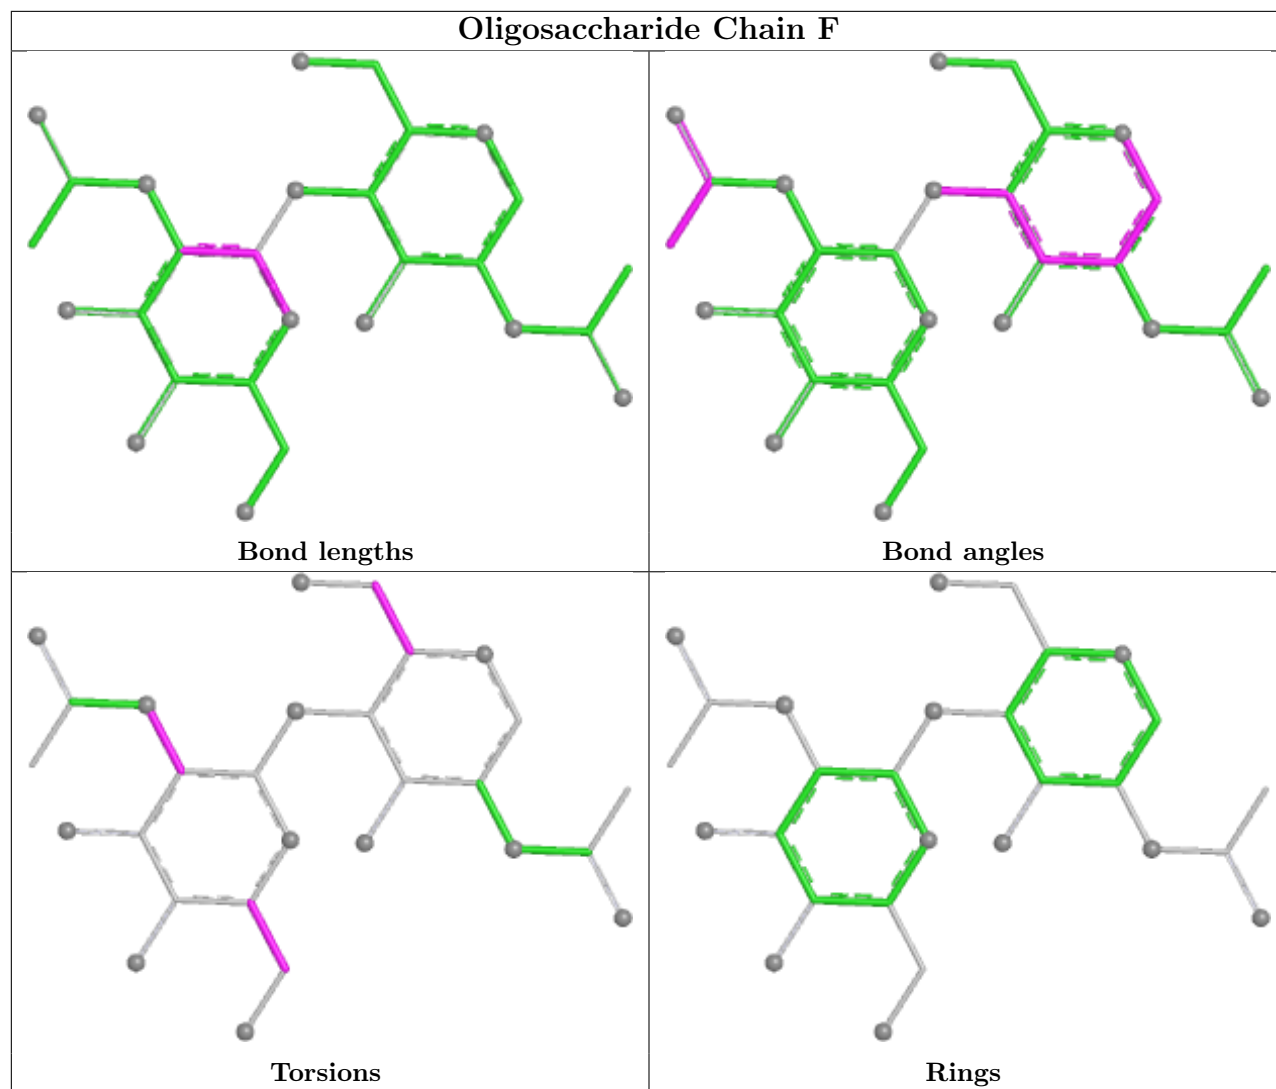 Oligosaccharide Chain F
Bond lengths
Bond angles
Torsions
Rings